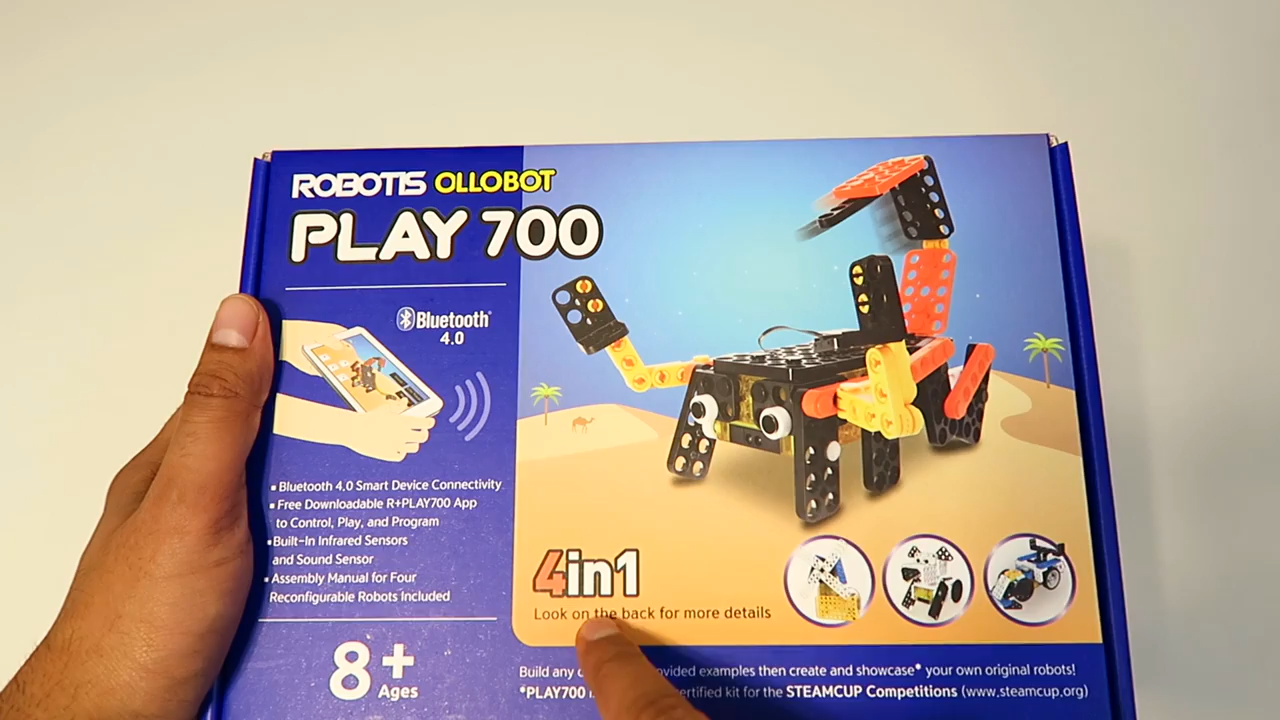 ROBOTIS OLLOBOT
PLAY 700
Bluetooth®
4.0
▪ Bluetooth 4.0 Smart Device Connectivity
▪ Free Downloadable R+PLAY700 App
to Control, Play, and Program
▪ Built-In Infrared Sensors
and Sound Sensor
▪ Assembly Manual for Four
Reconfigurable Robots Included
8+
Ages
4in1
Look on the back for more details
Build any provided examples then create and showcase* your own original robots!
*PLAY700 certified kit for the STEAMCUP Competitions (www.steamcup.org)